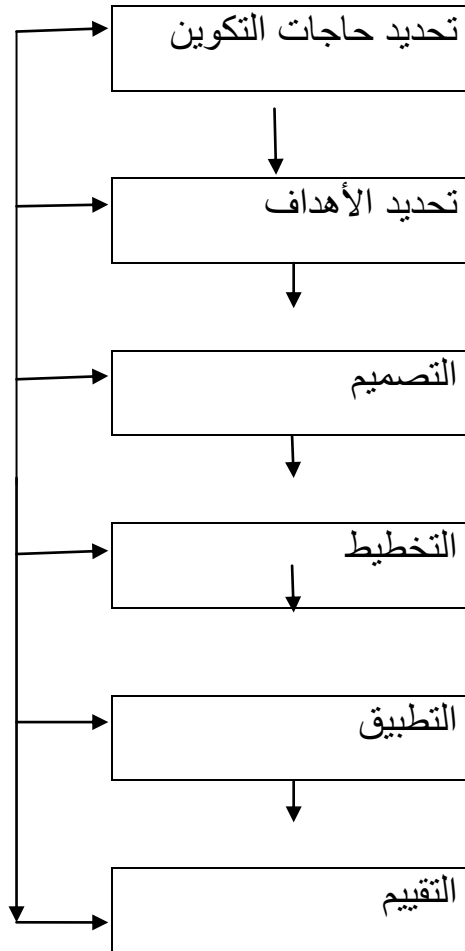 تحديد حاجات التكوين
تحديد الأهداف
التصميم
التخطيط
التطبيق
التقييم